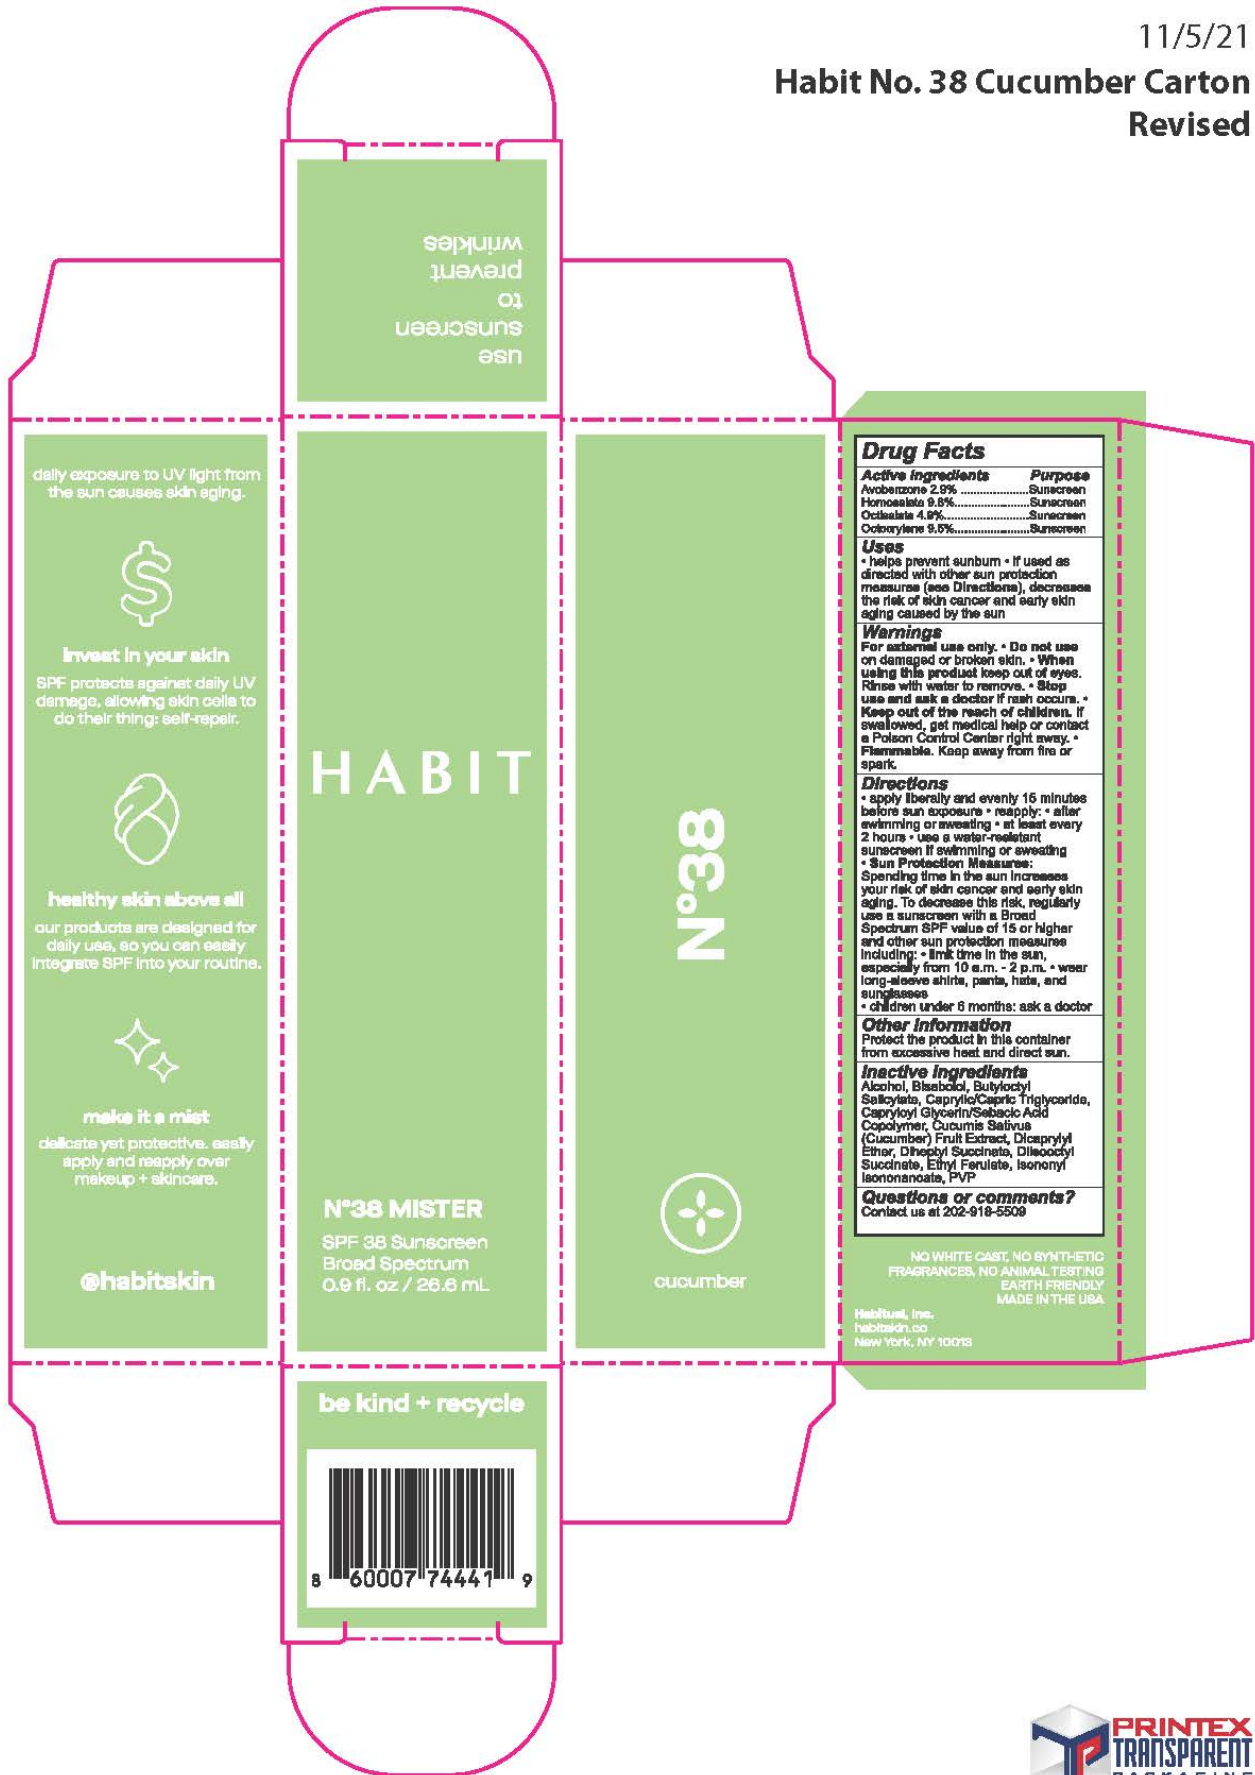 11/5/21
Habit No. 38 Cucumber Carton
Revised
use
sunscreen
to
prevent
wrinkles
daily exposure to UV light from
the sun causes skin aging.
$
invest in your skin
SPF protects against daily UV
damage, allowing skin cells to
do their thing: self-repair.
healthy skin above all
our products are designed for
daily use, so you can easily
integrate SPF into your routine.
make it a mist
delicate yet protective. easily
apply and reapply over
makeup + skincare.
@habitskin
HABIT
N°38 MISTER
SPF 38 Sunscreen
Broad Spectrum
0.9 fl. oz / 26.6 mL
N°38
cucumber
Drug Facts
Active Ingredients Purpose
Avobenzone 2.9% ....................Sunscreen
Homosalate 9.8%......................Sunscreen
Octisalate 4.9%.........................Sunscreen
Octocrylene 9.5%......................Sunscreen
Uses
• helps prevent sunburn • if used as
directed with other sun protection
measures (see Directions), decreases
the risk of skin cancer and early skin
aging caused by the sun
Warnings
For external use only. • Do not use
on damaged or broken skin. • When
using this product keep out of eyes.
Rinse with water to remove. • Stop
use and ask a doctor if rash occurs. •
Keep out of the reach of children. If
swallowed, get medical help or contact
a Poison Control Center right away. •
Flammable. Keep away from fire or
spark.
Directions
• apply liberally and evenly 15 minutes
before sun exposure • reapply: • after
swimming or sweating • at least every
2 hours • use a water-resistant
sunscreen if swimming or sweating
• Sun Protection Measures:
Spending time in the sun increases
your risk of skin cancer and early skin
aging. To decrease this risk, regularly
use a sunscreen with a Broad
Spectrum SPF value of 15 or higher
and other sun protection measures
including: • limit time in the sun,
especially from 10 a.m. - 2 p.m. • wear
long-sleeve shirts, pants, hats, and
sunglasses
• children under 6 months: ask a doctor
Other Information
Protect the product in this container
from excessive heat and direct sun.
Inactive Ingredients
Alcohol, Bisabolol, Butyloctyl
Salicylate, Caprylic/Capric Triglyceride,
Capryloyl Glycerin/Sebacic Acid
Copolymer, Cucumis Sativus
(Cucumber) Fruit Extract, Dicaprylyl
Ether, Diheptyl Succinate, Diisooctyl
Succinate, Ethyl Ferulate, Isononyl
Isononanoate, PVP
Questions or comments?
Contact us at 202-918-5509
NO WHITE CAST, NO SYNTHETIC
FRAGRANCES, NO ANIMAL TESTING
EARTH FRIENDLY
MADE IN THE USA
Habitual, Inc.
habitskin.co
New York, NY 10013
be kind + recycle
8 60007 74441 9
PRINTEX
TRANSPARENT
PACKAGING